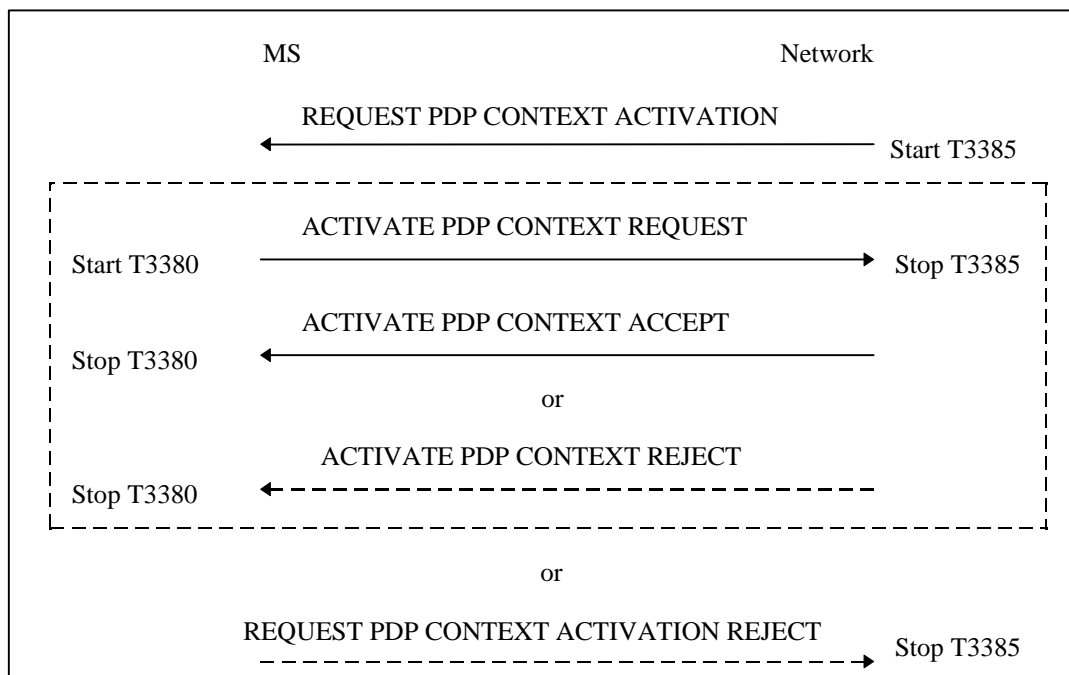 MS Network
REQUEST PDP CONTEXT ACTIVATION
Start T3385
ACTIVATE PDP CONTEXT REQUEST
Start T3380 Stop T3385
ACTIVATE PDP CONTEXT ACCEPT
Stop T3380
or
ACTIVATE PDP CONTEXT REJECT
Stop T3380
or
REQUEST PDP CONTEXT ACTIVATION REJECT
Stop T3385